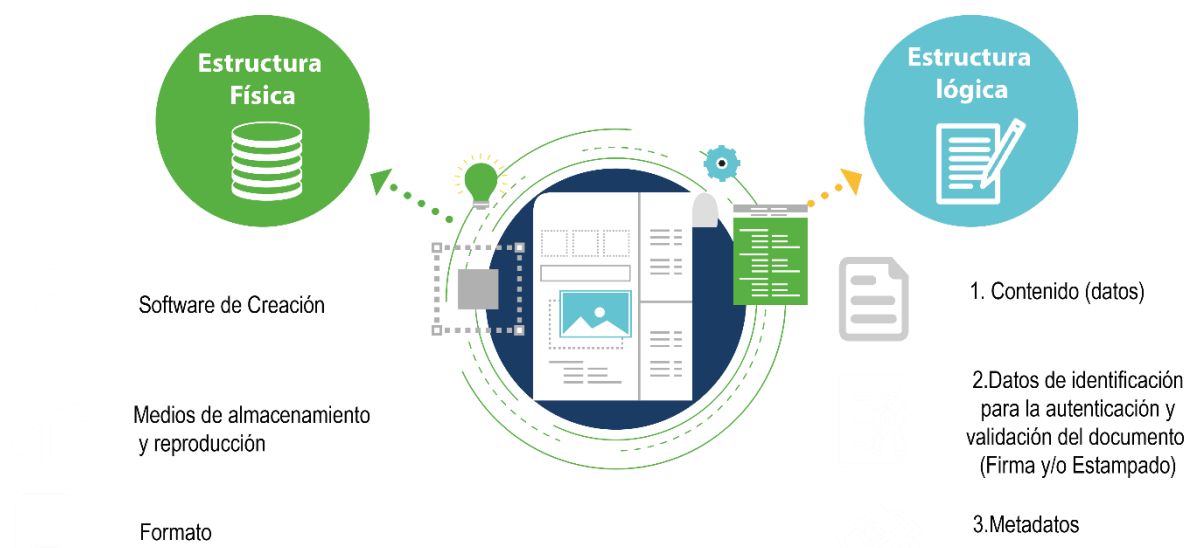 Estructura
Física
Software de Creación
Medios de almacenamiento
y reproducción
Formato
Estructura
lógica
1. Contenido (datos)
2.Datos de identificación
para la autenticación y
validación del documento
(Firma y/o Estampado)
3.Metadatos